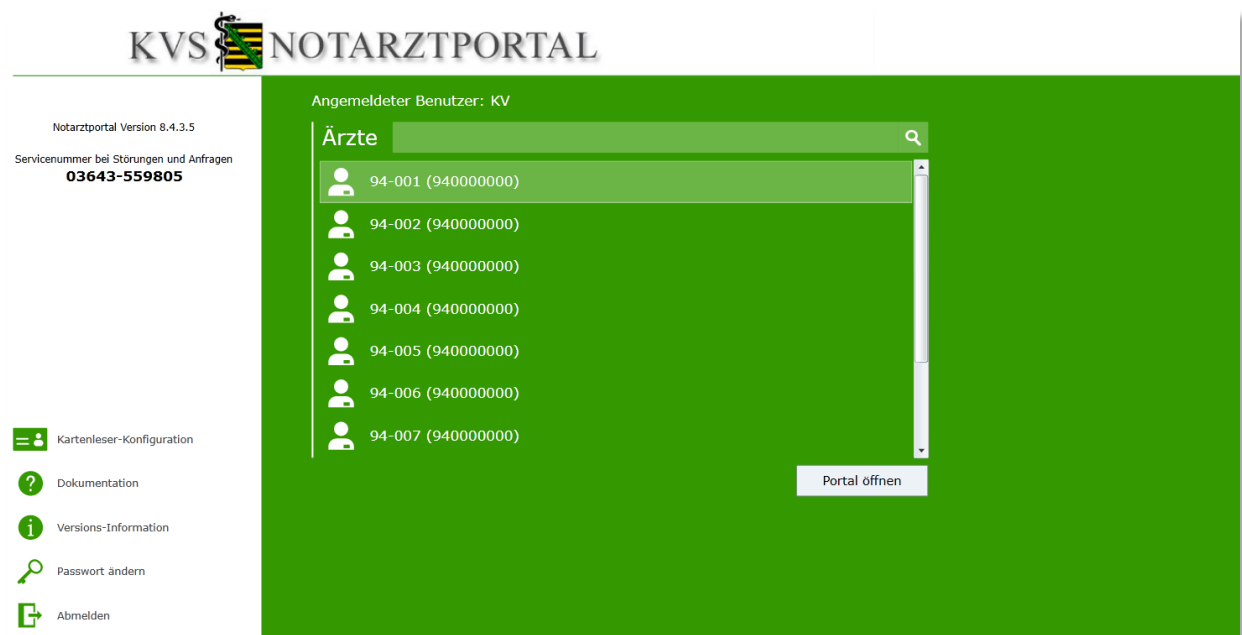 KVS NOTARZTPORTAL
Notarztportal Version 8.4.3.5
Servicenummer bei Störungen und Anfragen
03643-559805
Kartenleser-Konfiguration
Dokumentation
Versions-Information
Passwort ändern
Abmelden
Angemeldeter Benutzer: KV
Ärzte
94-001 (940000000)
94-002 (940000000)
94-003 (940000000)
94-004 (940000000)
94-005 (940000000)
94-006 (940000000)
94-007 (940000000)
Portal öffnen